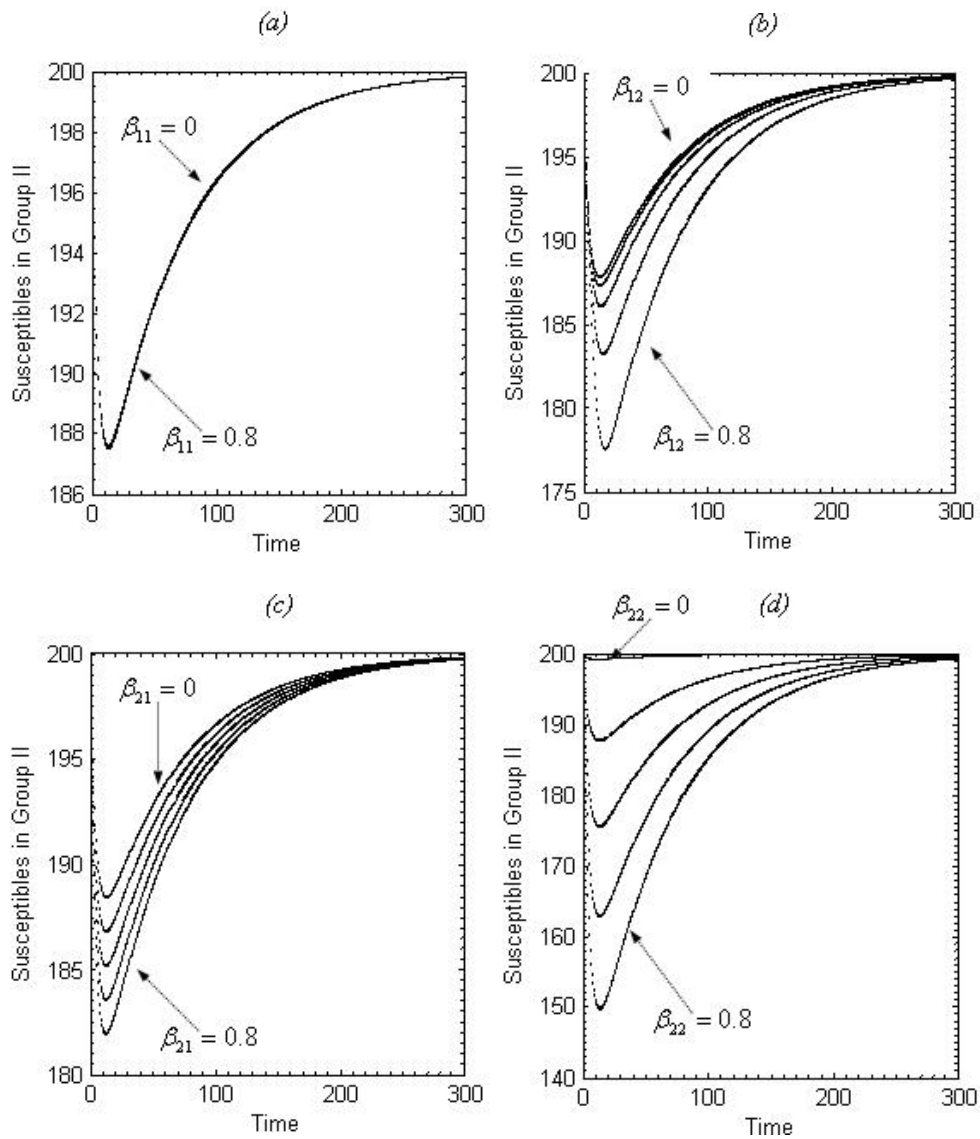 (a)
200
198
196
194
192
190
188
186
Susceptibles in Group II
β11 = 0
β11 = 0.8
0
100
200
300
Time
(b)
200
195
190
185
180
175
Susceptibles in Group II
β12 = 0
β12 = 0.8
0
100
200
300
Time
(c)
200
195
190
185
180
Susceptibles in Group II
β21 = 0
β21 = 0.8
0
100
200
300
Time
(d)
β22 = 0
200
190
180
170
160
150
140
Susceptibles in Group II
β22 = 0.8
0
100
200
300
Time